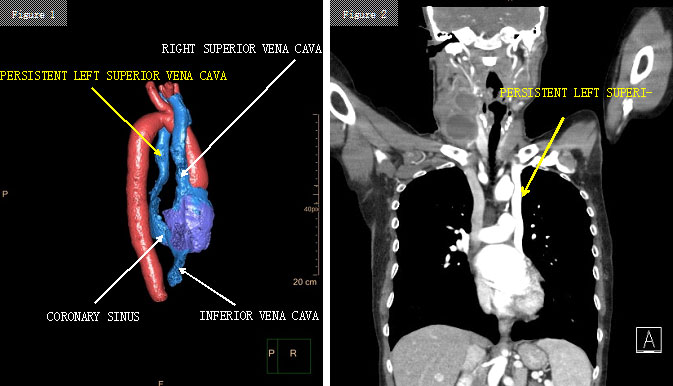 Figure 1
RIGHT SUPERIOR VENA CAVA
PERSISTENT LEFT SUPERIOR VENA CAVA
P
20 cm
CORONARY SINUS
INFERIOR VENA CAVA
P R
Figure 2
PERSISTENT LEFT SUPERI-
A